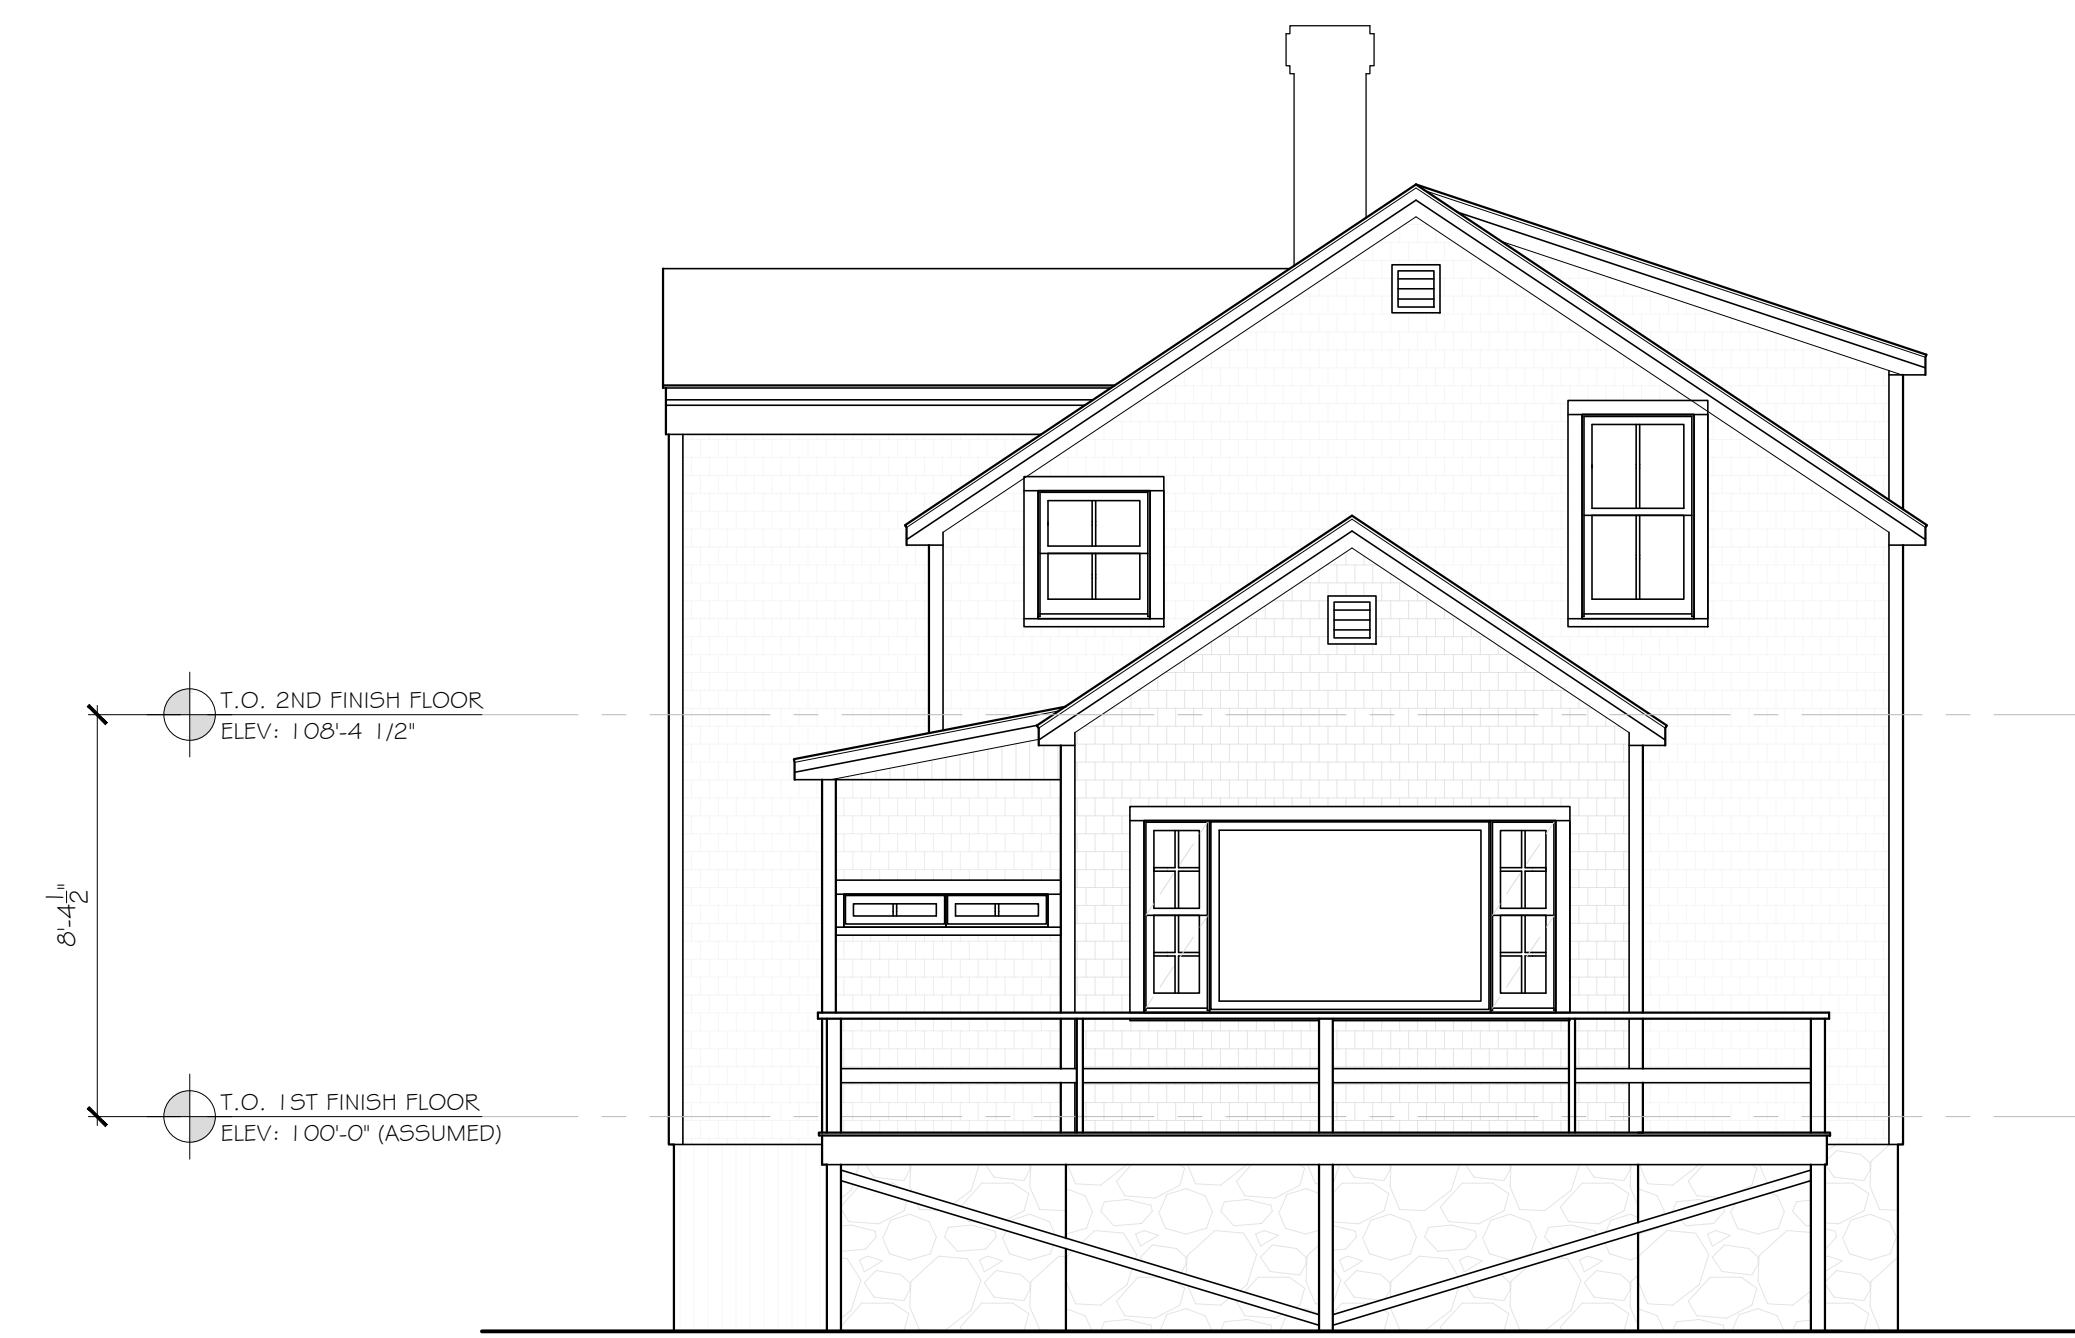 T.O. 2ND FINISH FLOOR
ELEV: 108'-4 1/2"
8'-4 1/2"
T.O. 1ST FINISH FLOOR
ELEV: 100'-0" (ASSUMED)